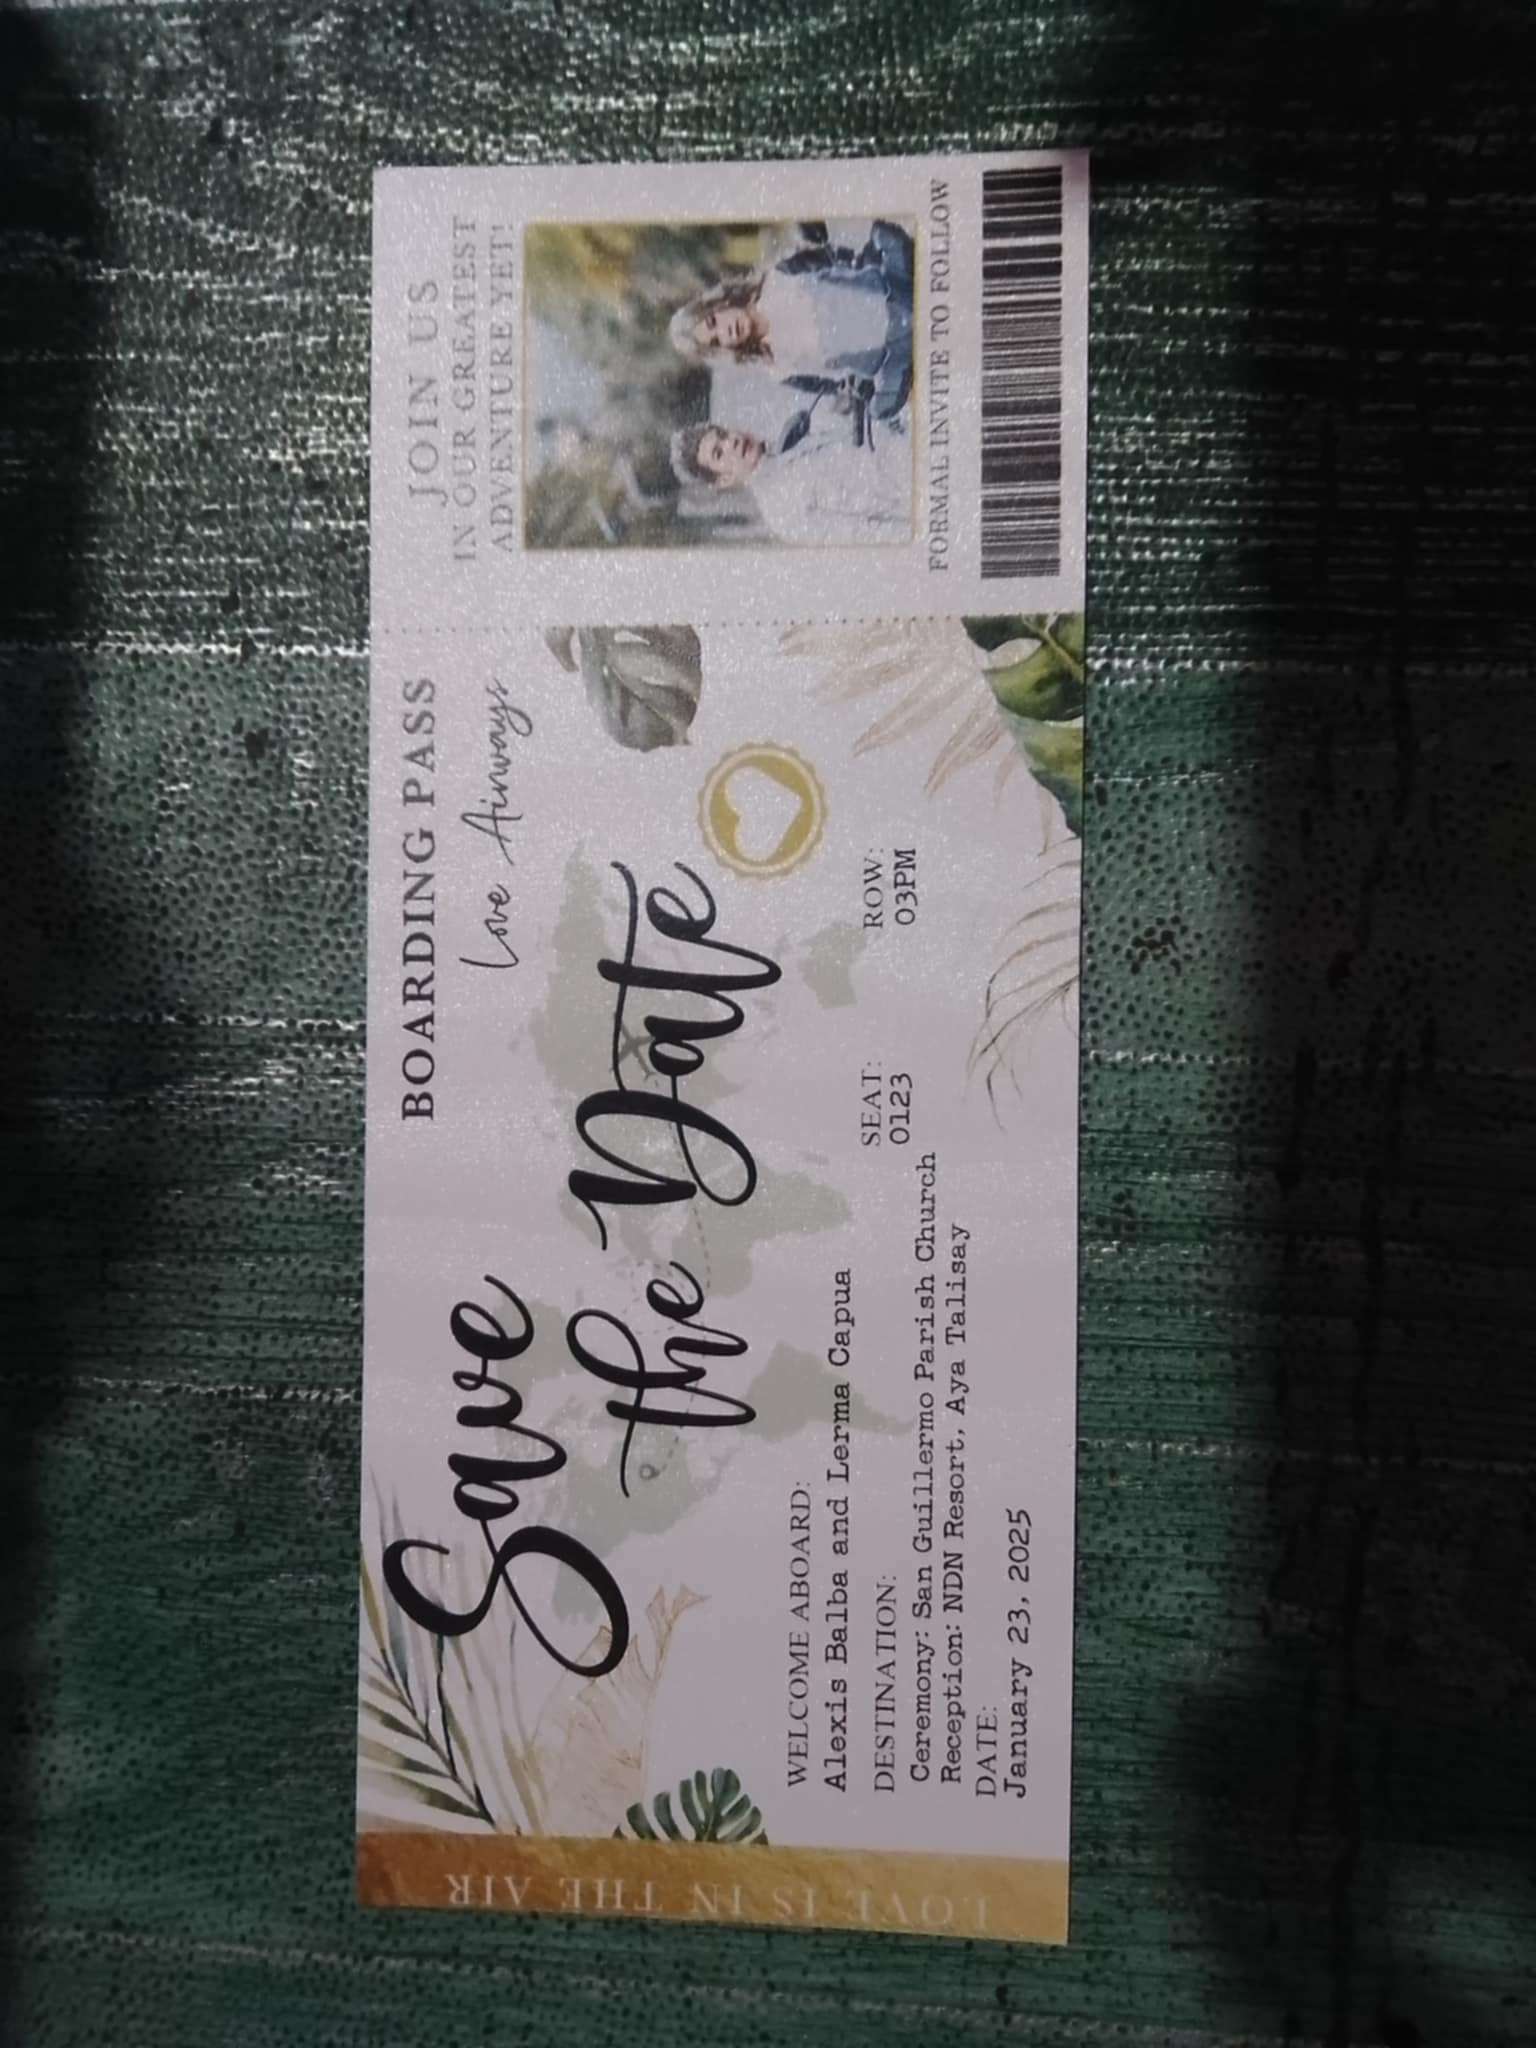 LOVE IS IN THE AIR
BOARDING PASS
Love Airways
Save
the Date
WELCOME ABOARD:
Alexis Balba and Lerma Capua
DESTINATION:
SEAT:
0123
ROW:
03PM
Ceremony: San Guillermo Parish Church
Reception: NDN Resort, Aya Talisay
DATE:
January 23, 2025
JOIN US
IN OUR GREATEST
ADVENTURE YET!
FORMAL INVITE TO FOLLOW